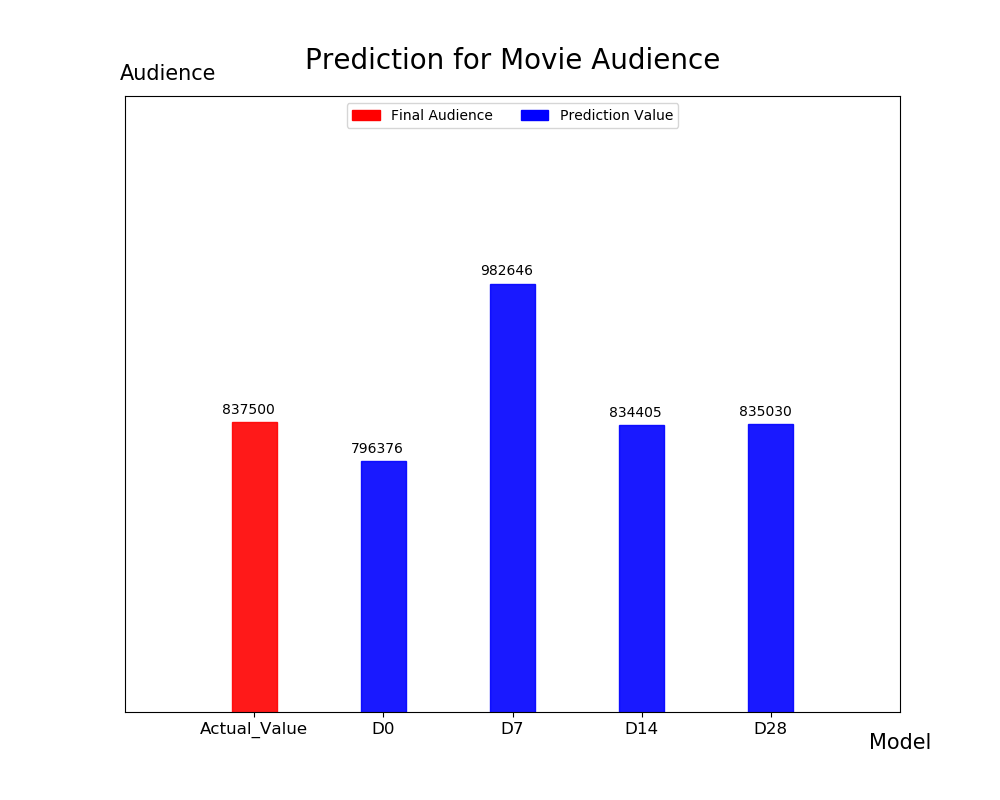 Prediction for Movie Audience
Audience
Final Audience Prediction Value
982646
837500
834405
835030
796376
Actual_Value D0 D7 D14 D28
Model